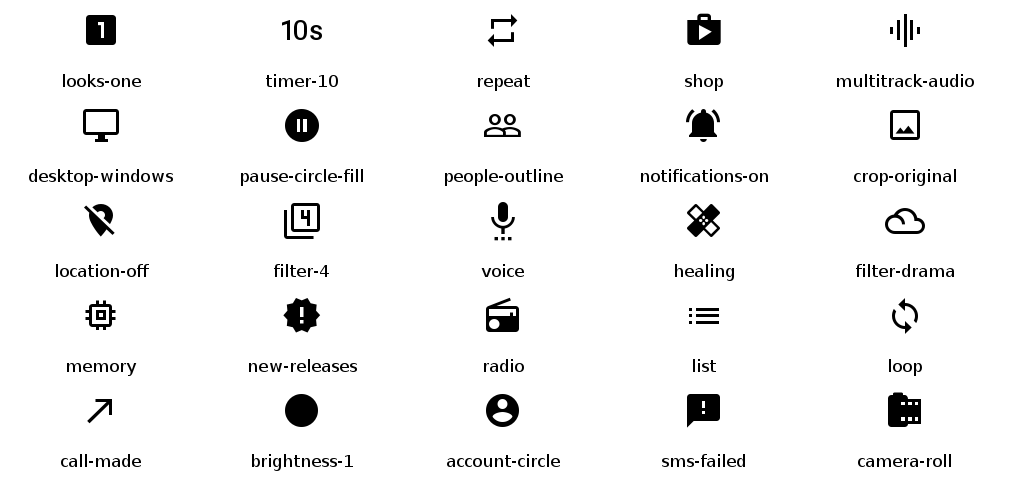 1 10s
looks-one timer-10 repeat shop multitrack-audio
desktop-windows pause-circle-fill people-outline notifications-on crop-original
4
location-off filter-4 voice healing filter-drama
memory new-releases radio list loop
call-made brightness-1 account-circle sms-failed camera-roll